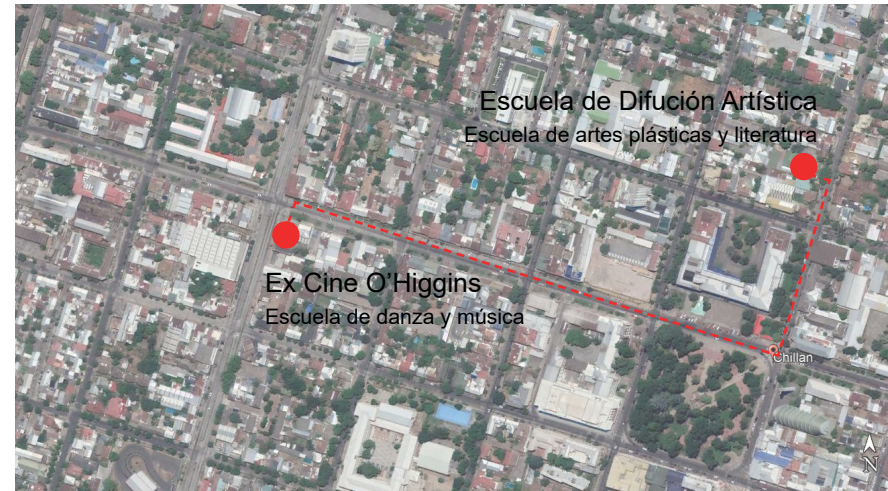 Escuela de Difución Artística
Escuela de artes plásticas y literatura
Ex Cine O’Higgins
Escuela de danza y música
Chillan
N